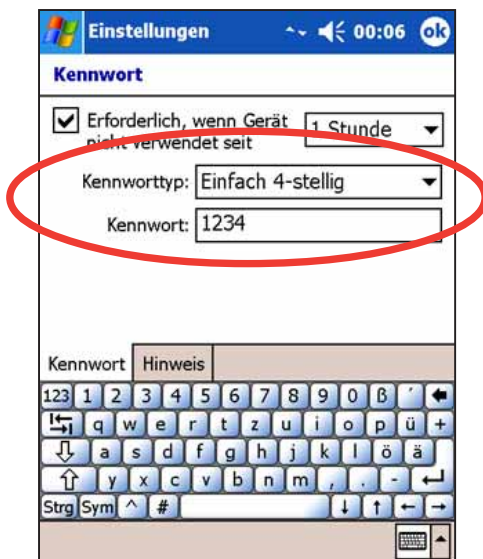 Einstellungen 00:06 ok
Kennwort
Erforderlich, wenn Gerät 1 Stunde
nicht verwendet seit
Kennworttyp: Einfach 4-stellig
Kennwort: 1234
Kennwort Hinweis
123 1 2 3 4 5 6 7 8 9 0 ß ´
q w e r t z u i o p ü +
a s d f g h j k l ö ä
y x c v b n m , . -
Strg Sym ^ #